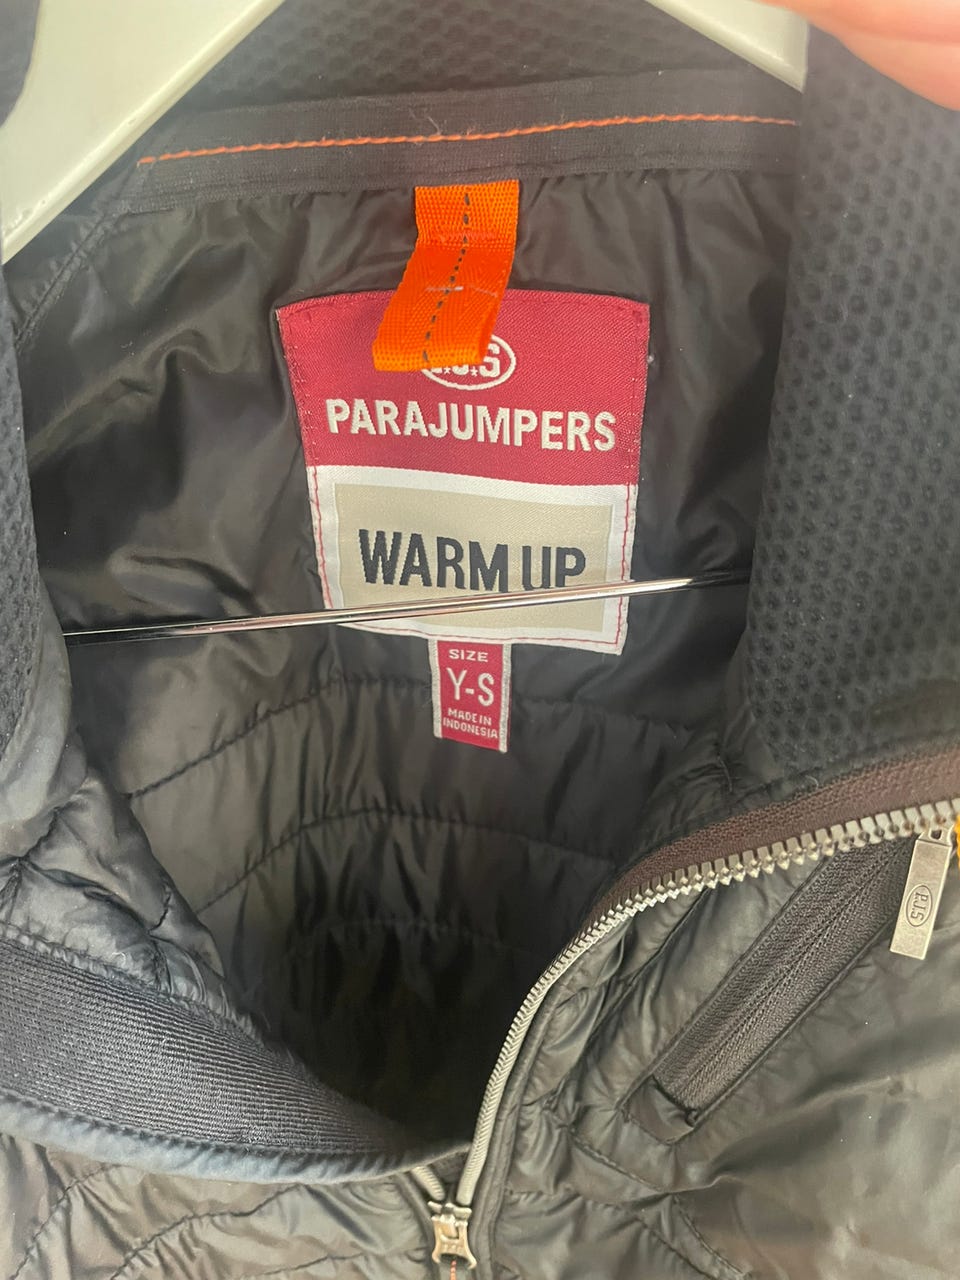 PARAJUMPERS
WARM UP
SIZE
Y-S
MADE IN
INDONESIA
P.J.S